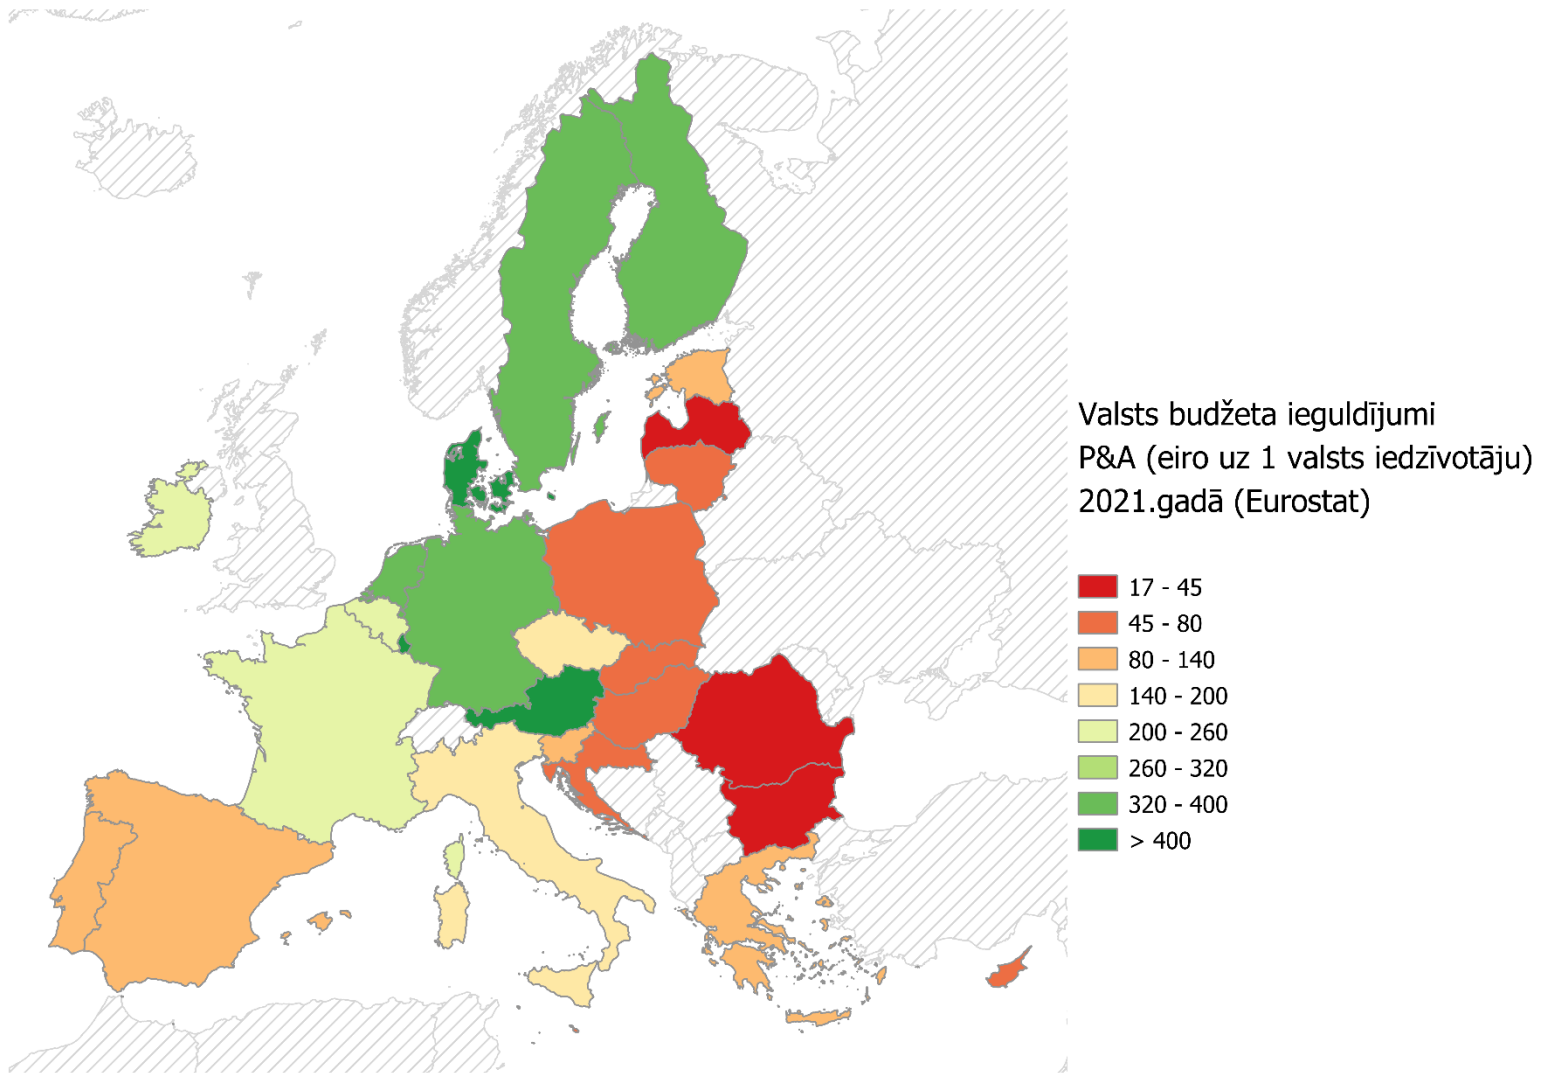 Valsts budžeta ieguldījumi
P&A (eiro uz 1 valsts iedzīvotāju)
2021.gadā (Eurostat)
17 - 45
45 - 80
80 - 140
140 - 200
200 - 260
260 - 320
320 - 400
> 400